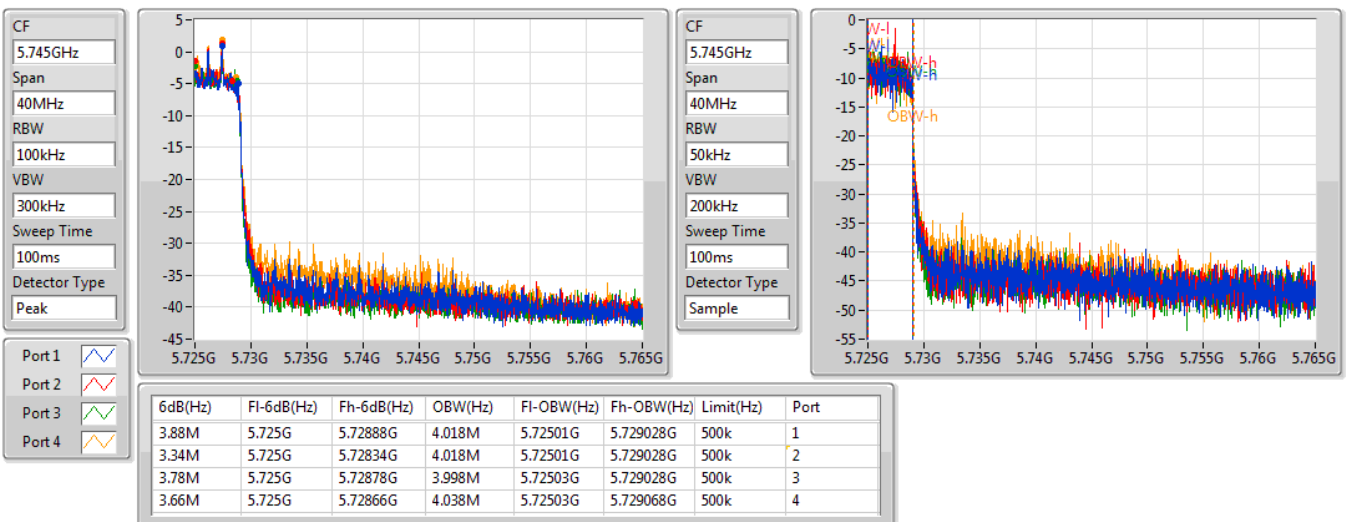 CF
5.745GHz
Span
40MHz
RBW
100kHz
VBW
300kHz
Sweep Time
100ms
Detector Type
Peak
5
0
-5
-10
-15
-20
-25
-30
-35
-40
-45
5.725G 5.73G 5.735G 5.74G 5.745G 5.75G 5.755G 5.76G 5.765G
CF
5.745GHz
Span
40MHz
RBW
50kHz
VBW
200kHz
Sweep Time
100ms
Detector Type
Sample
0
-5
-10
-15
-20
-25
-30
-35
-40
-45
-50
-55
W-l
OBW-h
5.725G 5.73G 5.735G 5.74G 5.745G 5.75G 5.755G 5.76G 5.765G
Port 1
Port 2
Port 3
Port 4
6dB(Hz) Fl-6dB(Hz) Fh-6dB(Hz) OBW(Hz) Fl-OBW(Hz) Fh-OBW(Hz) Limit(Hz) Port
3.88M 5.725G 5.72888G 4.018M 5.72501G 5.729028G 500k 1
3.34M 5.725G 5.72834G 4.018M 5.72501G 5.729028G 500k 2
3.78M 5.725G 5.72878G 3.998M 5.72503G 5.729028G 500k 3
3.66M 5.725G 5.72866G 4.038M 5.72503G 5.729068G 500k 4